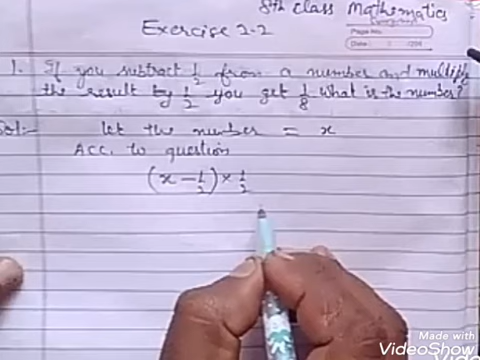 8th class Mathematics
Exercise 2.2
Page No.
Date
1. If you subtract 1/2 from a number and multiply
the result by 1/2 you get 1/8 What is the number?
Sol:- let the number = x
Acc. to question
(x - 1/2) × 1/2
Made with
VideoShow